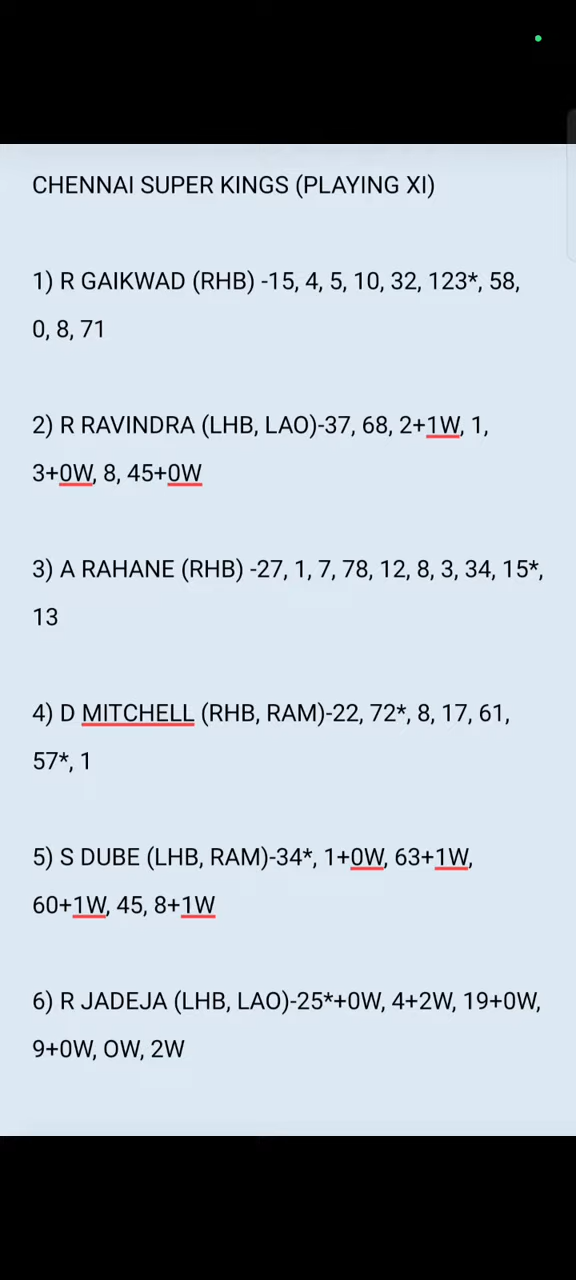 CHENNAI SUPER KINGS (PLAYING XI)
1) R GAIKWAD (RHB) -15, 4, 5, 10, 32, 123*, 58,
0, 8, 71
2) R RAVINDRA (LHB, LAO)-37, 68, 2+1W, 1,
3+0W, 8, 45+0W
3) A RAHANE (RHB) -27, 1, 7, 78, 12, 8, 3, 34, 15*,
13
4) D MITCHELL (RHB, RAM)-22, 72*, 8, 17, 61,
57*, 1
5) S DUBE (LHB, RAM)-34*, 1+0W, 63+1W,
60+1W, 45, 8+1W
6) R JADEJA (LHB, LAO)-25*+0W, 4+2W, 19+0W,
9+0W, OW, 2W